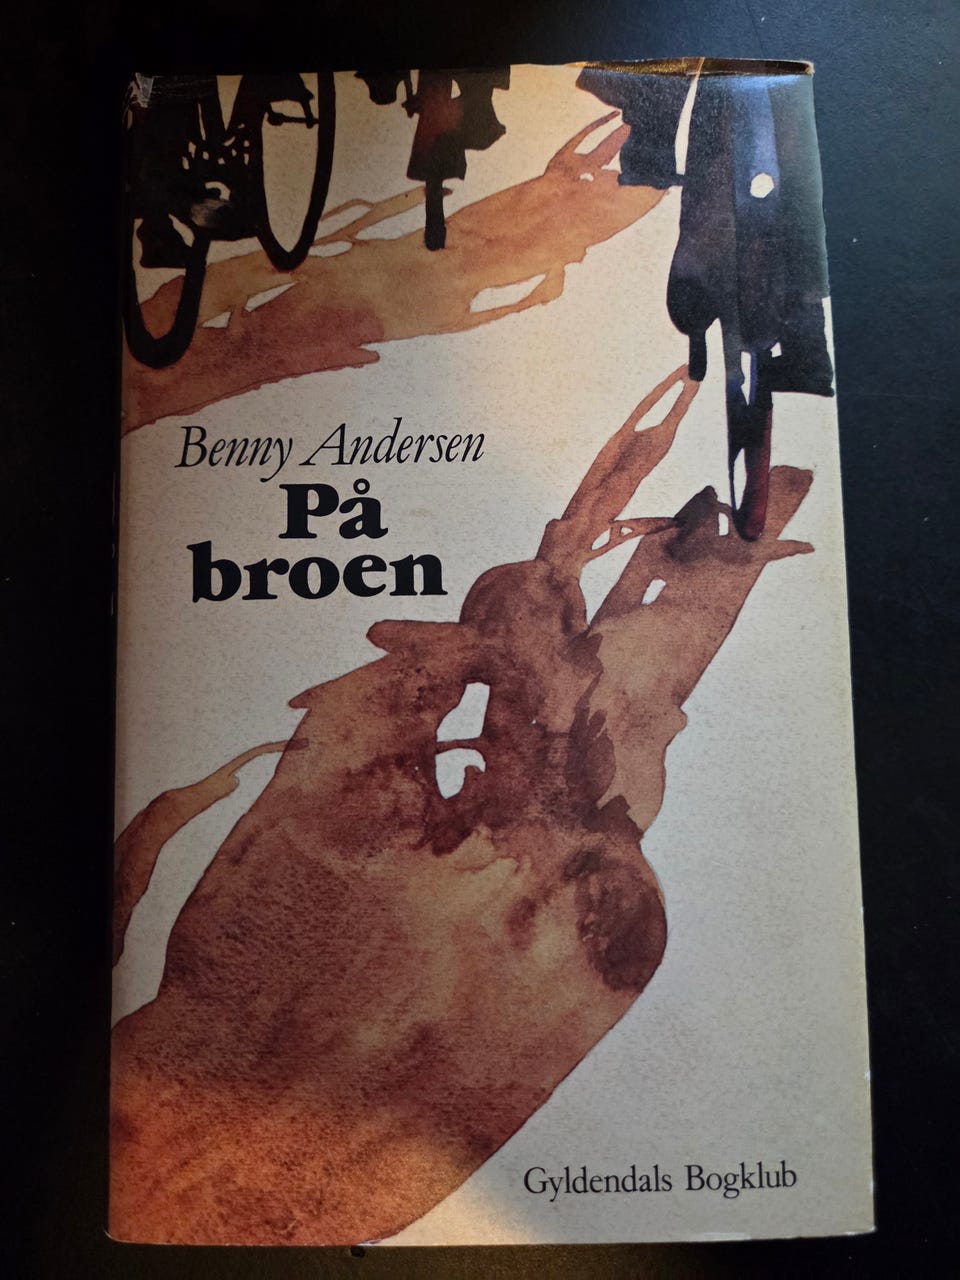 Benny Andersen
På
broen
Gyldendals Bogklub